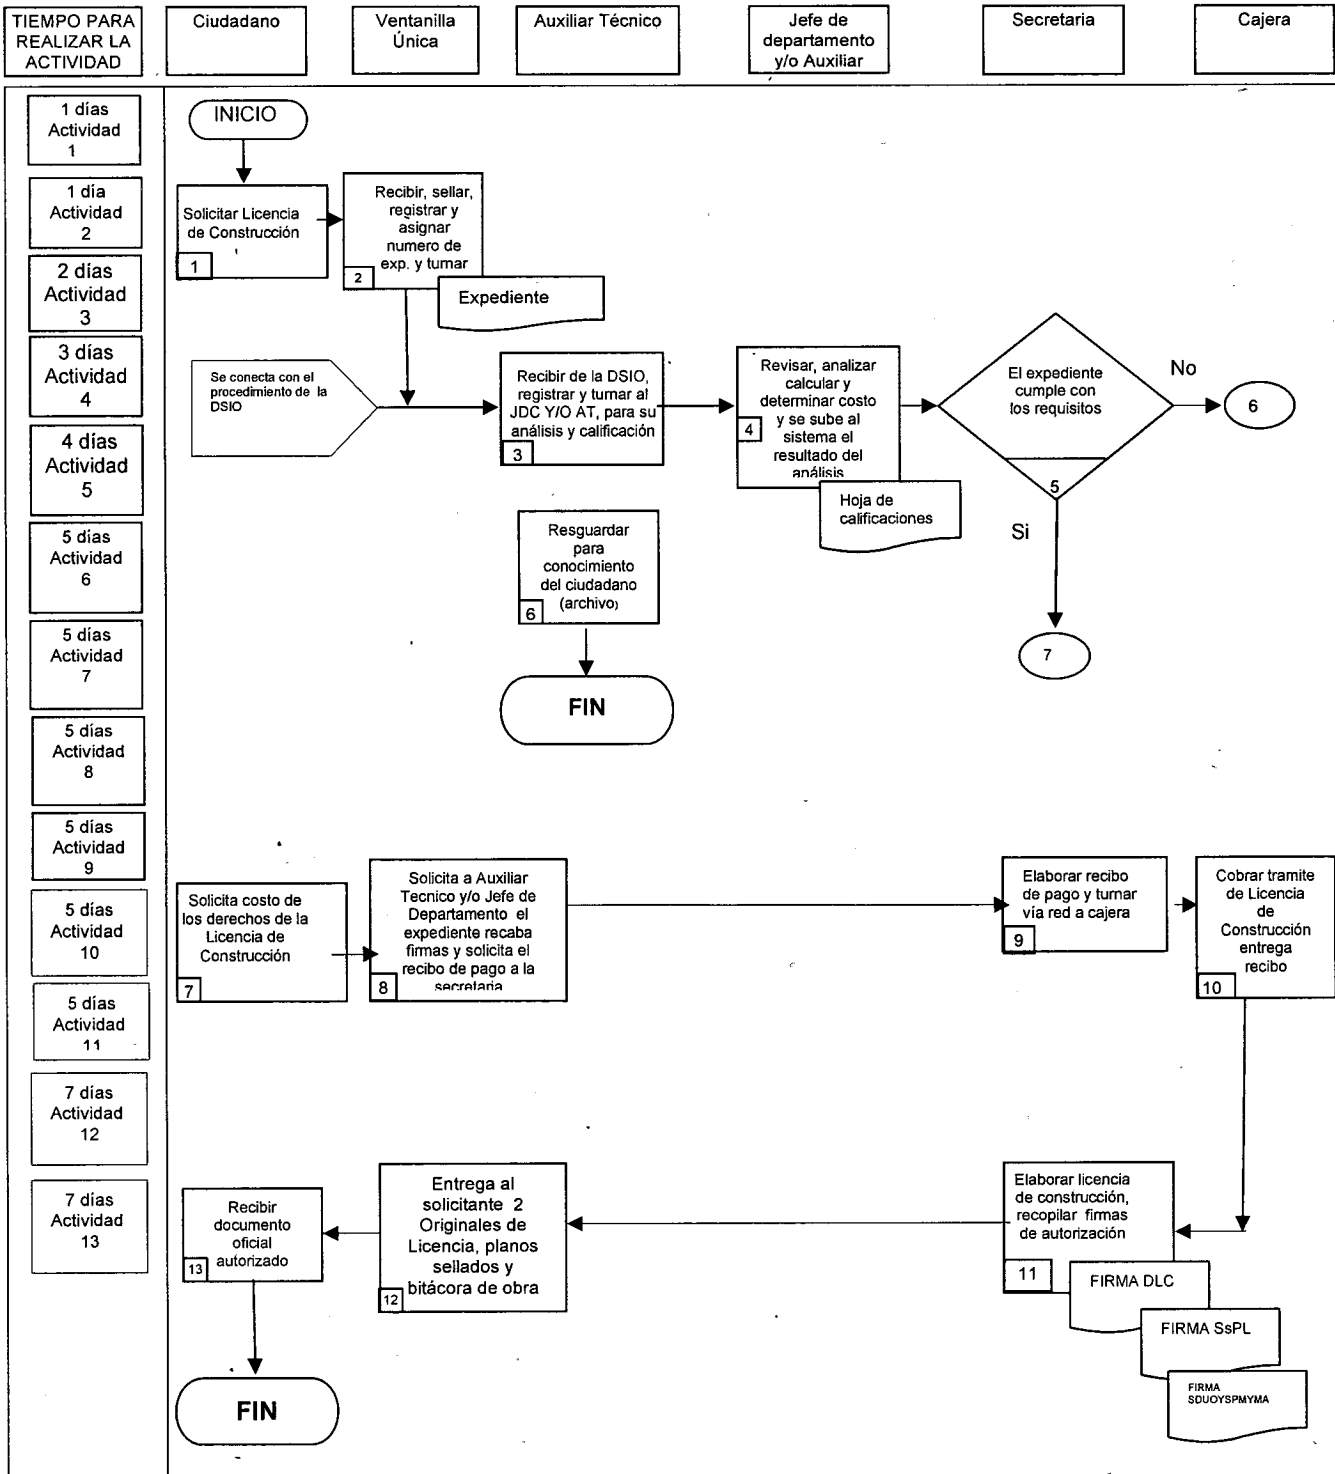 TIEMPO PARA
REALIZAR LA
ACTIVIDAD
Ciudadano
Ventanilla
Única
Auxiliar Técnico
Jefe de
departamento
y/o Auxiliar
Secretaria
Cajera
1 días
Actividad
1
1 día
Actividad
2
2 días
Actividad
3
3 días
Actividad
4
4 días
Actividad
5
5 días
Actividad
6
5 días
Actividad
7
5 días
Actividad
8
5 días
Actividad
9
5 días
Actividad
10
5 días
Actividad
11
7 días
Actividad
12
7 días
Actividad
13
INICIO
Solicitar Licencia
de Construcción
1
Recibir, sellar,
registrar y
asignar
numero de
exp. y turnar
2
Expediente
Se conecta con el
procedimiento de la
DSIO
Recibir de la DSIO,
registrar y turnar al
JDC Y/O AT, para su
análisis y calificación
3
Revisar, analizar
calcular y
determinar costo
y se sube al
sistema el
resultado del
análisis
4
Hoja de
calificaciones
El expediente
cumple con
los requisitos
5
No
6
Si
7
Resguardar
para
conocimiento
del ciudadano
(archivo)
6
FIN
Solicita costo de
los derechos de la
Licencia de
Construcción
7
Solicita a Auxiliar
Tecnico y/o Jefe de
Departamento el
expediente recaba
firmas y solicita el
recibo de pago a la
secretaria
8
Elaborar recibo
de pago y turnar
vía red a cajera
9
Cobrar tramite
de Licencia
de
Construcción
entrega
recibo
10
Elaborar licencia
de construcción,
recopilar firmas
de autorización
11
FIRMA DLC
FIRMA SsPL
FIRMA
SDUOYSPMYMA
Entrega al
solicitante 2
Originales de
Licencia, planos
sellados y
bitácora de obra
12
Recibir
documento
oficial
autorizado
13
FIN